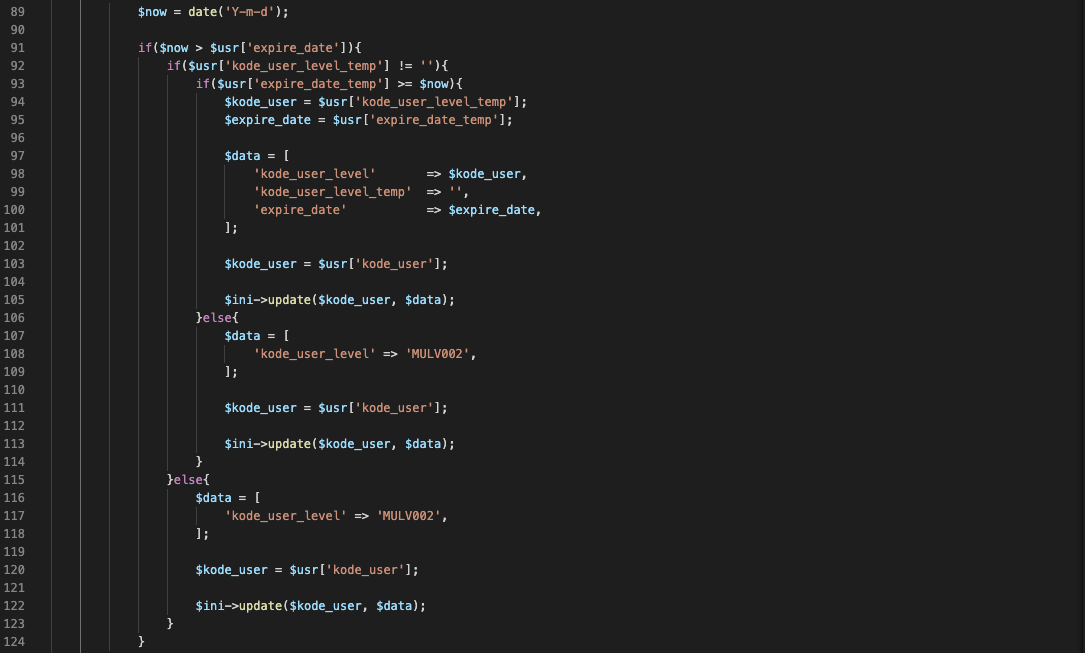 89 $now = date('Y-m-d');
90
91 if($now > $usr['expire_date']){
92 if($usr['kode_user_level_temp'] != ''){
93 if($usr['expire_date_temp'] >= $now){
94 $kode_user = $usr['kode_user_level_temp'];
95 $expire_date = $usr['expire_date_temp'];
96
97 $data = [
98 'kode_user_level' => $kode_user,
99 'kode_user_level_temp' => '',
100 'expire_date' => $expire_date,
101 ];
102
103 $kode_user = $usr['kode_user'];
104
105 $ini->update($kode_user, $data);
106 }else{
107 $data = [
108 'kode_user_level' => 'MULV002',
109 ];
110
111 $kode_user = $usr['kode_user'];
112
113 $ini->update($kode_user, $data);
114 }
115 }else{
116 $data = [
117 'kode_user_level' => 'MULV002',
118 ];
119
120 $kode_user = $usr['kode_user'];
121
122 $ini->update($kode_user, $data);
123 }
124 }